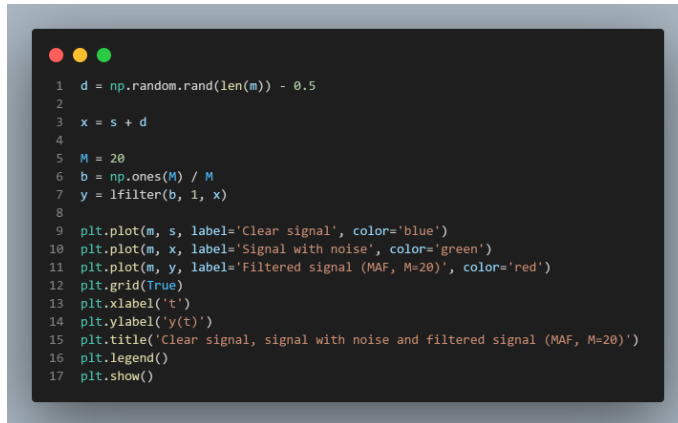 1 d = np.random.rand(len(m)) - 0.5
2
3 x = s + d
4
5 M = 20
6 b = np.ones(M) / M
7 y = lfilter(b, 1, x)
8
9 plt.plot(m, s, label='Clear signal', color='blue')
10 plt.plot(m, x, label='Signal with noise', color='green')
11 plt.plot(m, y, label='Filtered signal (MAF, M=20)', color='red')
12 plt.grid(True)
13 plt.xlabel('t')
14 plt.ylabel('y(t)')
15 plt.title('Clear signal, signal with noise and filtered signal (MAF, M=20)')
16 plt.legend()
17 plt.show()